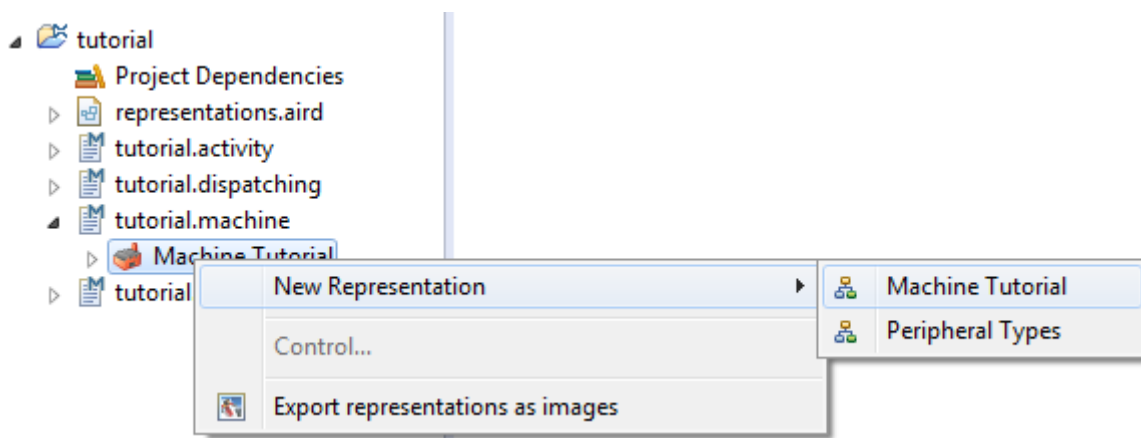 tutorial
Project Dependencies
representations.aird
tutorial.activity
tutorial.dispatching
tutorial.machine
Machine Tutorial
tutorial
New Representation
Machine Tutorial
Peripheral Types
Control...
Export representations as images